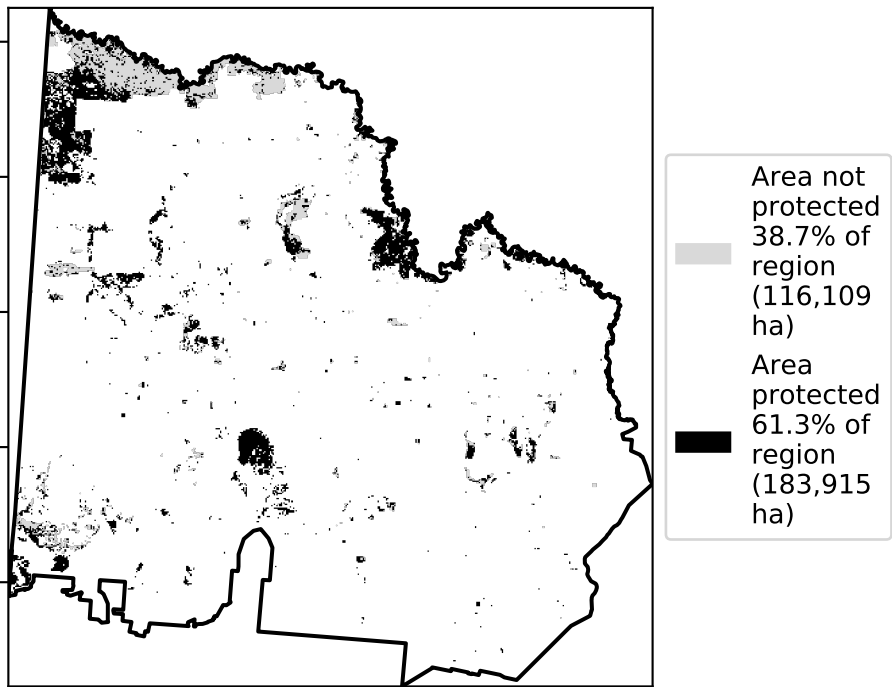 Area not
protected
38.7% of
region
(116,109
ha)
Area
protected
61.3% of
region
(183,915
ha)